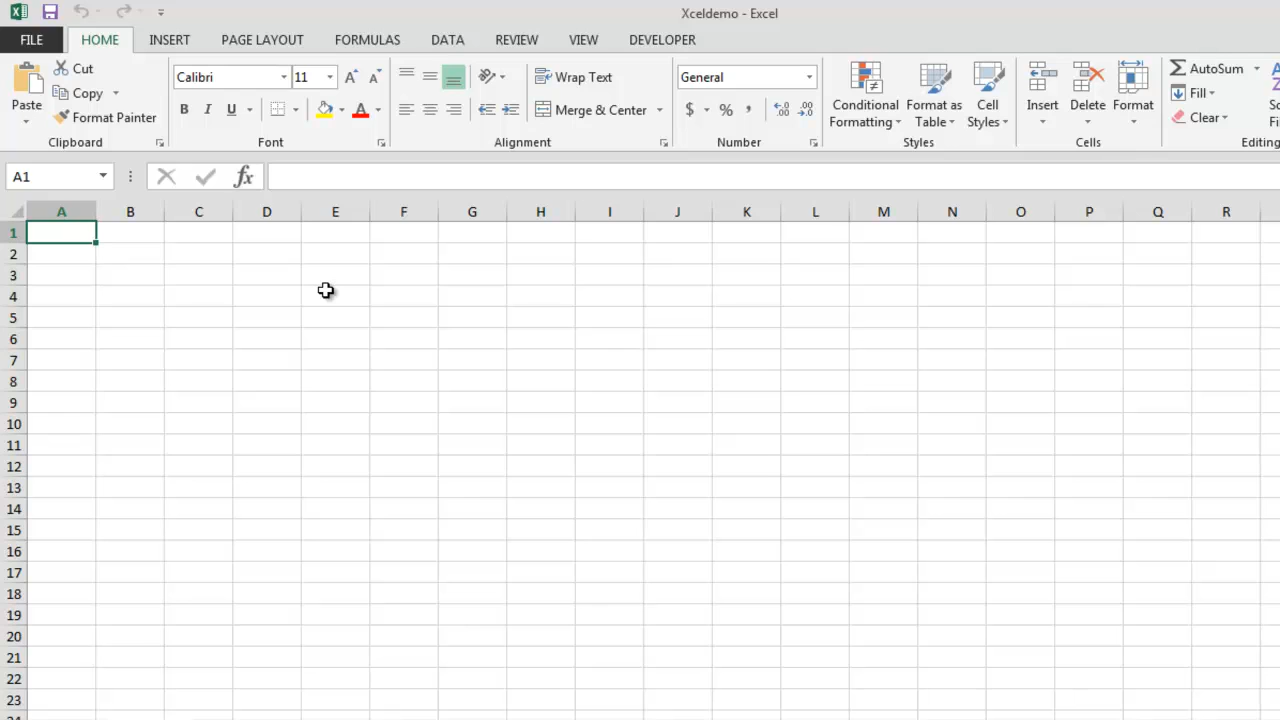 Xceldemo - Excel
FILE HOME INSERT PAGE LAYOUT FORMULAS DATA REVIEW VIEW DEVELOPER
Paste
Cut
Copy
Format Painter
Clipboard
Calibri 11
B I U A
Font
Wrap Text
Merge & Center
Alignment
General
$ % ,
Number
Conditional Formatting
Format as Table
Cell Styles
Styles
Insert
Delete
Format
Cells
AutoSum
Fill
Clear
Editing
A1 fx
A B C D E F G H I J K L M N O P Q R
1
2
3
4
5
6
7
8
9
10
11
12
13
14
15
16
17
18
19
20
21
22
23